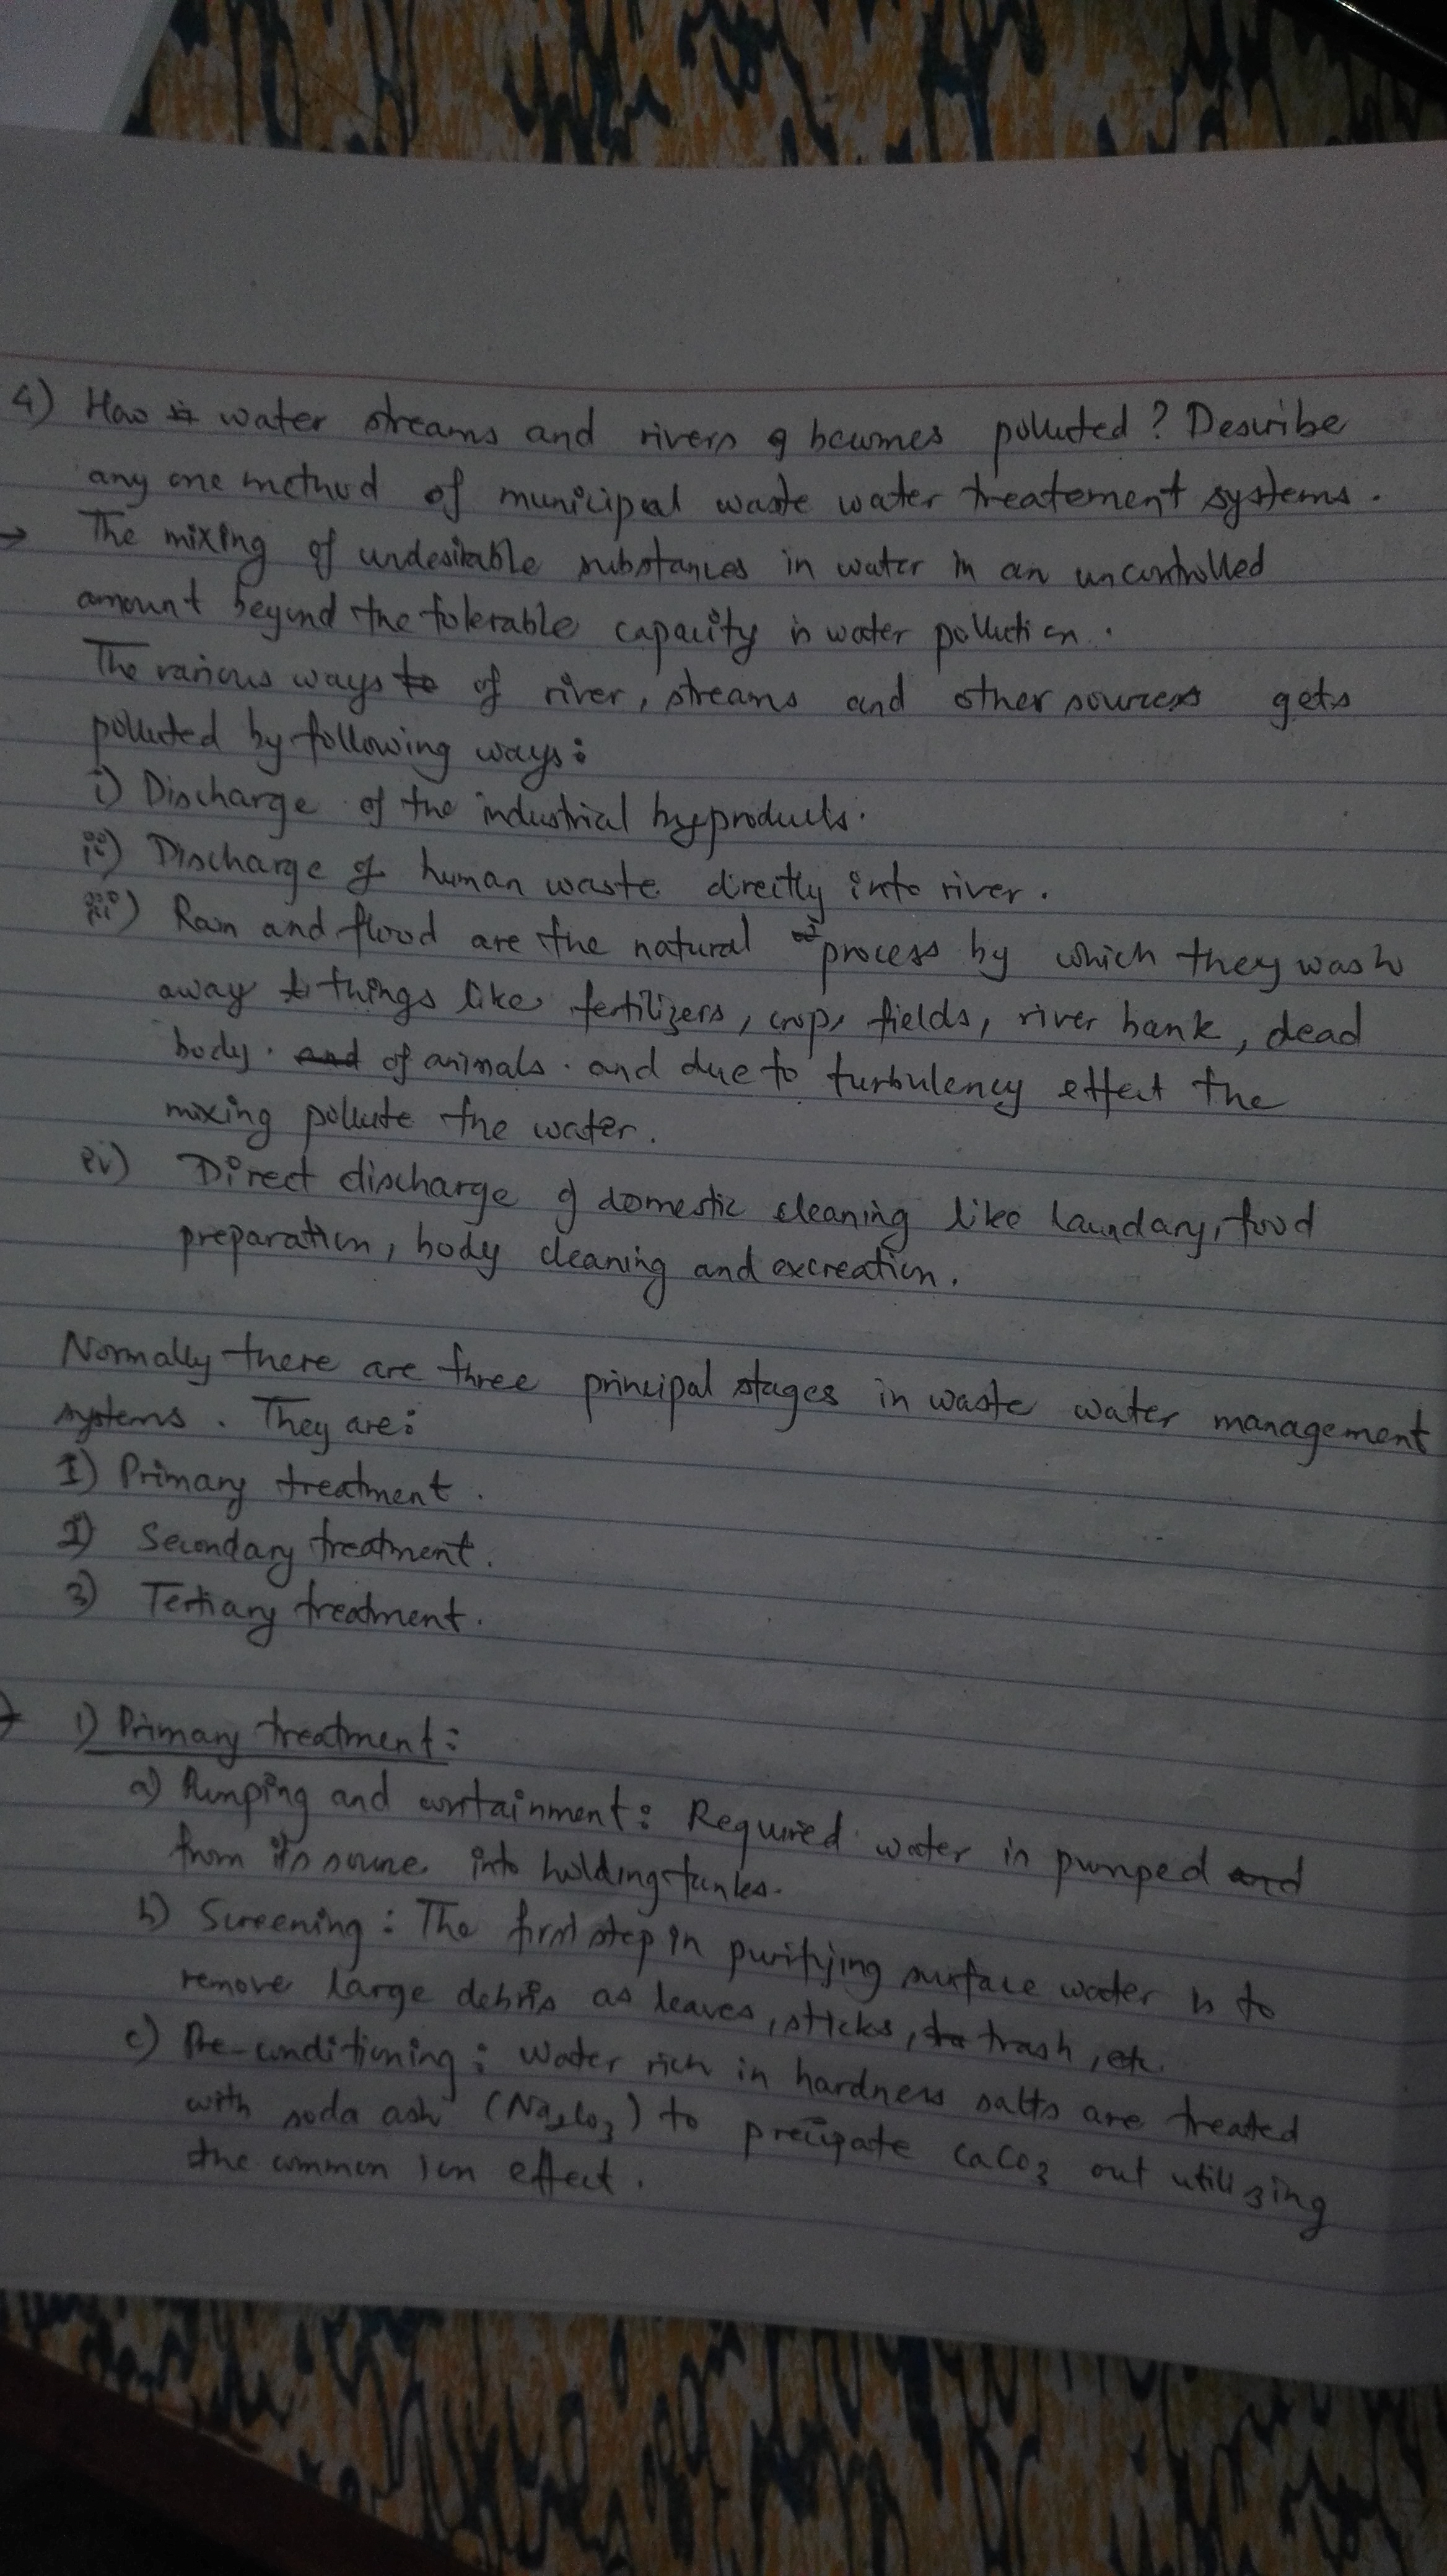 4) How is water streams and rivers g becomes polluted? Describe
any one method of municipal waste water treatement systems.
→ The mixing of undesirable substances in water in an uncontrolled
amount beyond the tolerable capacity is water pollution.
The various ways to of river, streams and other sources gets
polluted by following ways:
i) Discharge of the industrial byproducts.
ii) Discharge of human waste directly into river.
iii) Rain and flood are the natural process by which they wash
away t things like fertilizers, crops, fields, river bank, dead
body. and of animals. and due to turbulency effect the
mixing pollute the water.
iv) Direct discharge of domestic cleaning like laundary, food
preparation, body cleaning and excreation.
Normally there are three principal stages in waste water management
systems. They are:
1) Primary treatment.
2) Secondary treatment.
3) Tertiary treatment.
→ 1) Primary treatment:
a) Pumping and containment: Required water is pumped and
from its source into holding tanks.
b) Screening: The first step in purifying surface water is to
remove large debris as leaves, sticks, to trash, etc.
c) Pre-conditioning: Water rich in hardness salts are treated
with soda ash (Na2CO3) to precipate CaCO3 out utilizing
the common ion effect.